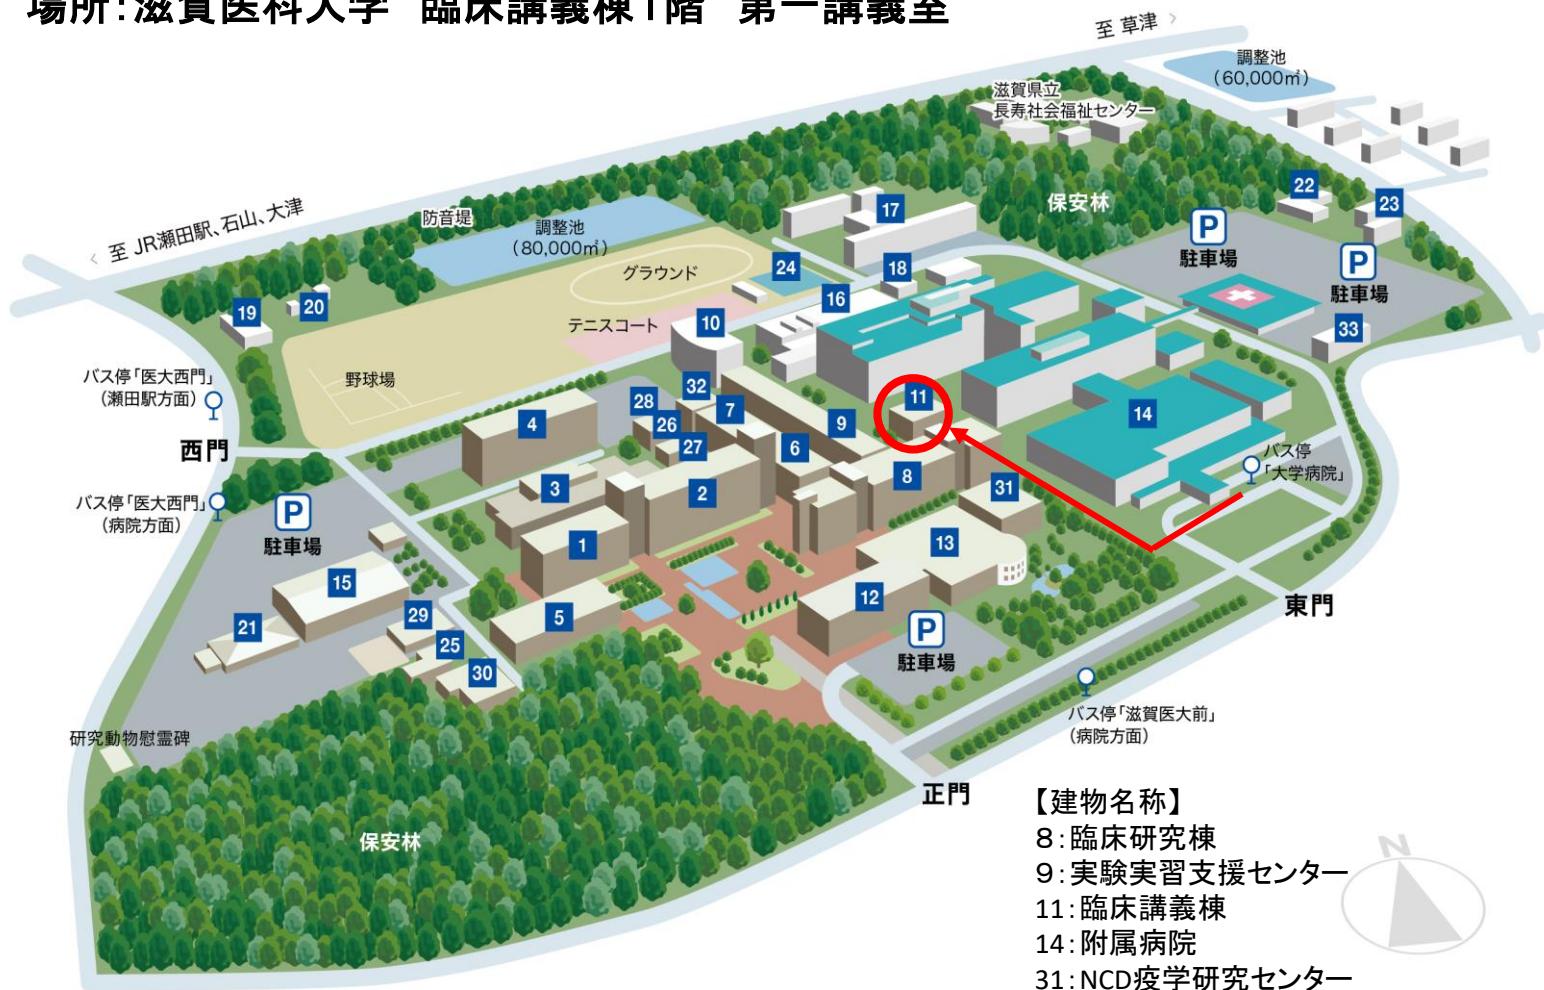 場所:滋賀医科大学 臨床講義棟1階 第一講義室
至 草津 >
調整池
(60,000㎡)
滋賀県立
長寿社会福祉センター
保安林
22
23
P
駐車場
P
駐車場
33
< 至 JR瀬田駅、石山、大津
防音堤
調整池
(80,000㎡)
グラウンド
テニスコート
野球場
17
24
18
16
10
19
20
バス停「医大西門」
(瀬田駅方面)
西門
バス停「医大西門」
(病院方面)
P
駐車場
4
28
32
26
7
27
9
6
11
14
8
31
3
2
1
13
12
5
バス停
「大学病院」
15
21
29
25
30
P
駐車場
東門
バス停「滋賀医大前」
(病院方面)
研究動物慰霊碑
保安林
正門
【建物名称】
8:臨床研究棟
9:実験実習支援センター
11:臨床講義棟
14:附属病院
31:NCD疫学研究センター
N